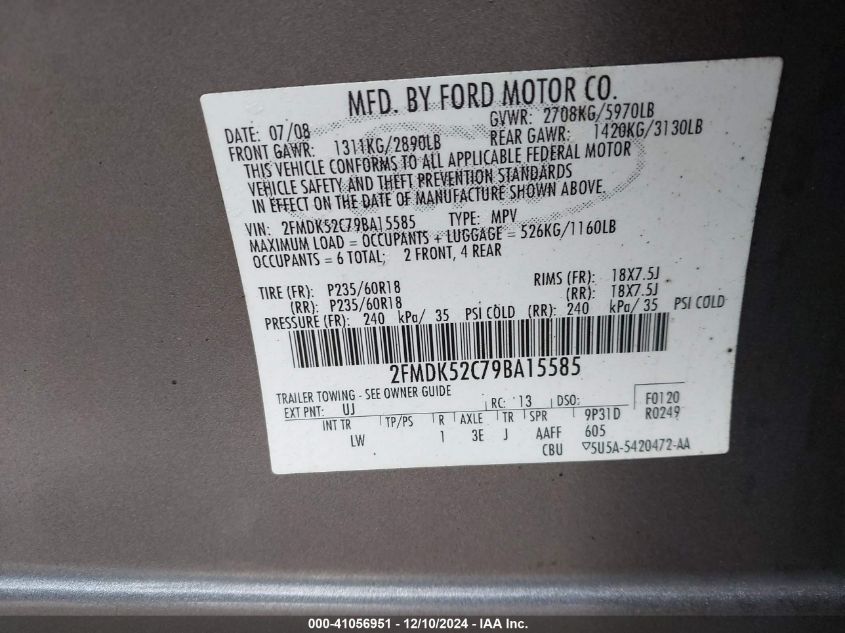 MFD. BY FORD MOTOR CO.
DATE: 07/08 GVWR: 2708KG/5970LB
FRONT GAWR: 1311KG/2890LB REAR GAWR: 1420KG/3130LB
THIS VEHICLE CONFORMS TO ALL APPLICABLE FEDERAL MOTOR
VEHICLE SAFETY AND THEFT PREVENTION STANDARDS
IN EFFECT ON THE DATE OF MANUFACTURE SHOWN ABOVE.
VIN: 2FMDK52C79BA15585 TYPE: MPV
MAXIMUM LOAD = OCCUPANTS + LUGGAGE = 526KG/1160LB
OCCUPANTS = 6 TOTAL; 2 FRONT, 4 REAR
TIRE (FR): P235/60R18 RIMS (FR): 18X7.5J
(RR): P235/60R18 (RR): 18X7.5J
PRESSURE (FR): 240 kPa/ 35 PSI COLD (RR): 240 kPa/ 35 PSI COLD
2FMDK52C79BA15585
TRAILER TOWING - SEE OWNER GUIDE
EXT PNT: UJ RC: 13 DSO: F0120
INT TR TP/PS R AXLE TR SPR 9P31D R0249
LW 1 3E J AAFF 605
CBU ▽5U5A-5420472-AA
000-41056951 - 12/10/2024 - IAA Inc.